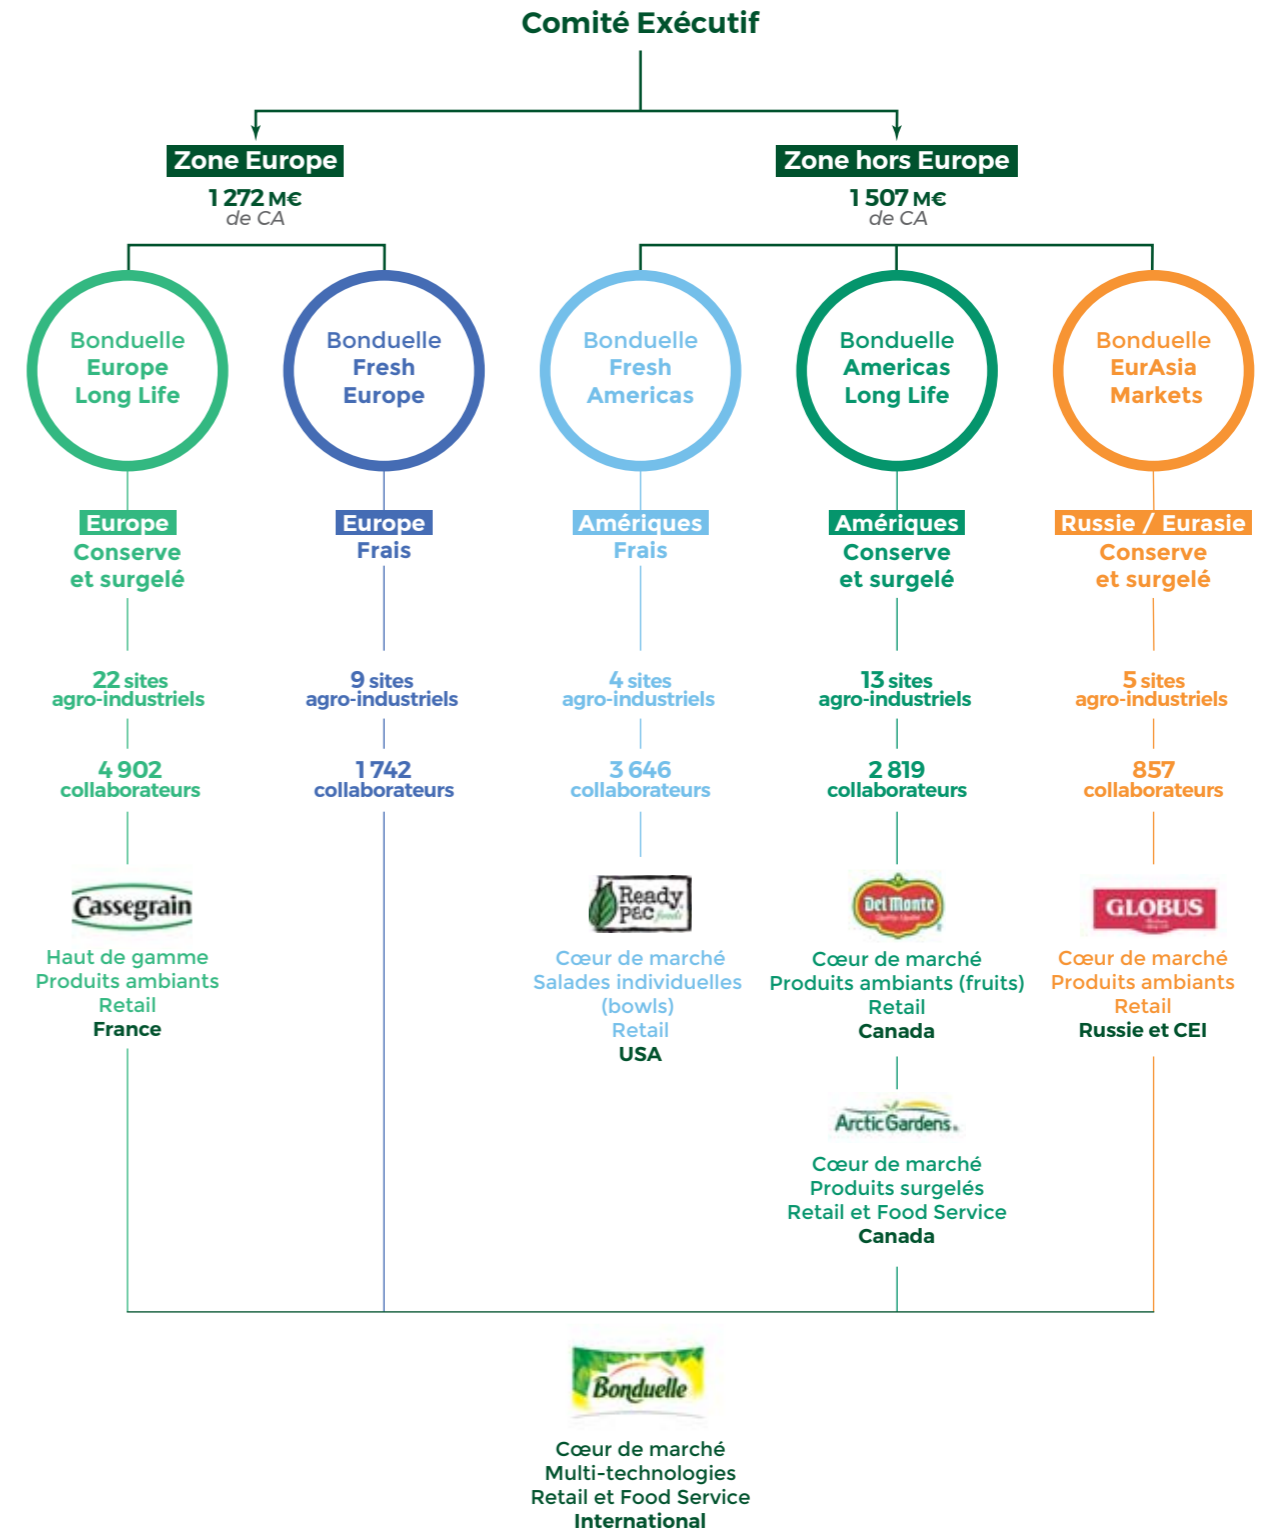 Comité Exécutif
Zone Europe
1 272 M€
de CA
Zone hors Europe
1 507 M€
de CA
Bonduelle
Europe
Long Life
Bonduelle
Fresh
Europe
Bonduelle
Fresh
Americas
Bonduelle
Americas
Long Life
Bonduelle
EurAsia
Markets
Europe
Conserve
et surgelé
Europe
Frais
Amériques
Frais
Amériques
Conserve
et surgelé
Russie / Eurasie
Conserve
et surgelé
22 sites
agro-industriels
9 sites
agro-industriels
4 sites
agro-industriels
13 sites
agro-industriels
5 sites
agro-industriels
4 902
collaborateurs
1 742
collaborateurs
3 646
collaborateurs
2 819
collaborateurs
857
collaborateurs
Cassegrain
Haut de gamme
Produits ambiants
Retail
France
Ready
pac foods
Cœur de marché
Salades individuelles
(bowls)
Retail
USA
Del Monte
Quality
Cœur de marché
Produits ambiants (fruits)
Retail
Canada
Arctic Gardens
Cœur de marché
Produits surgelés
Retail et Food Service
Canada
GLOBUS
Cœur de marché
Produits ambiants
Retail
Russie et CEI
Bonduelle
Cœur de marché
Multi-technologies
Retail et Food Service
International